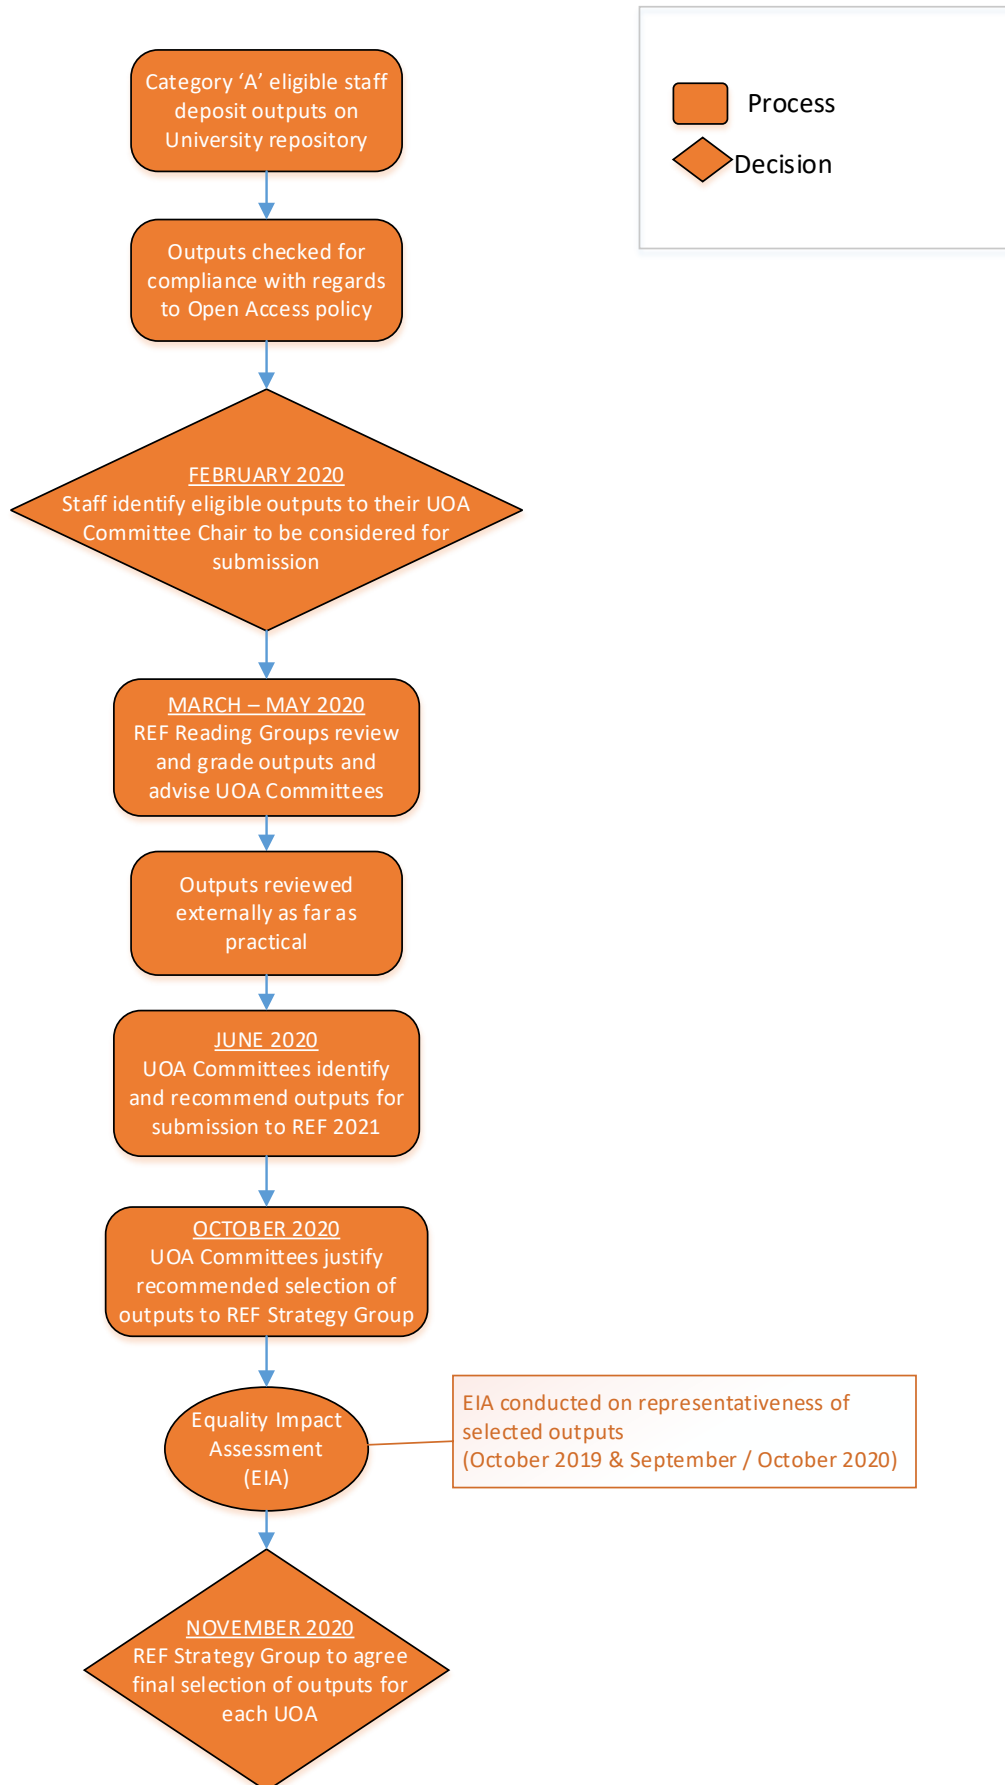 Category ‘A’ eligible staff
deposit outputs on
University repository
Process
Decision
Outputs checked for
compliance with regards
to Open Access policy
FEBRUARY 2020
Staff identify eligible outputs to their UOA
Committee Chair to be considered for
submission
MARCH – MAY 2020
REF Reading Groups review
and grade outputs and
advise UOA Committees
Outputs reviewed
externally as far as
practical
JUNE 2020
UOA Committees identify
and recommend outputs for
submission to REF 2021
OCTOBER 2020
UOA Committees justify
recommended selection of
outputs to REF Strategy Group
Equality Impact
Assessment
(EIA)
EIA conducted on representativeness of
selected outputs
(October 2019 & September / October 2020)
NOVEMBER 2020
REF Strategy Group to agree
final selection of outputs for
each UOA